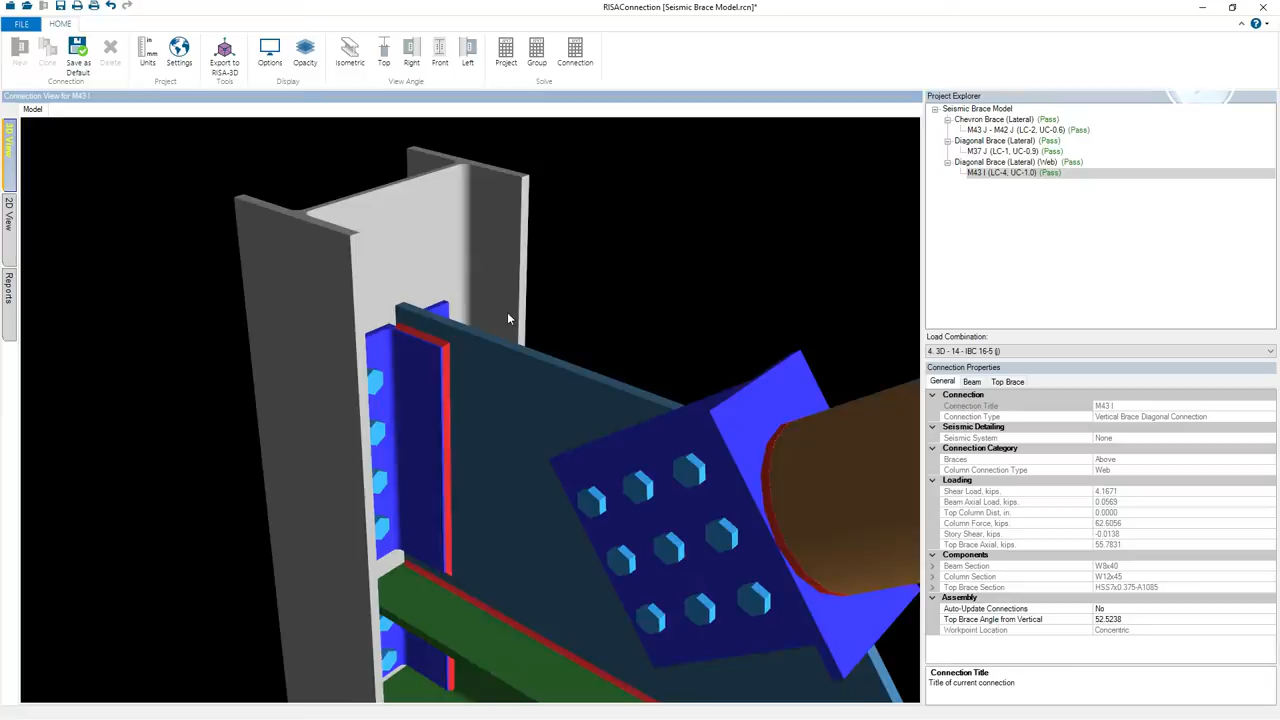 RISAConnection [Seismic Brace Model.rcn]*
FILE
HOME
New
Clone
Save as Default
Delete
Units
Settings
Export to RISA-3D
Options
Opacity
Isometric
Top
Right
Front
Left
Project
Group
Connection
Connection
Project
Tools
Display
View Angle
Solve
Connection View for M43 I
Model
3D View
2D View
Reports
Project Explorer
Seismic Brace Model
Chevron Brace (Lateral) (Pass)
M43 J - M42 J (LC-2, UC-0.6) (Pass)
Diagonal Brace (Lateral) (Pass)
M37 J (LC-1, UC-0.9) (Pass)
Diagonal Brace (Lateral) (Web) (Pass)
M43 I (LC-4, UC-1.0) (Pass)
Load Combination:
4. 3D - 14 - IBC 16-5 (j)
Connection Properties
General Beam Top Brace
Connection
Connection Title M43 I
Connection Type Vertical Brace Diagonal Connection
Seismic Detailing
Seismic System None
Connection Category
Braces Above
Column Connection Type Web
Loading
Shear Load, kips. 4.1671
Beam Axial Load, kips. 0.0569
Top Column Dist, in. 0.0000
Column Force, kips. 62.6056
Story Shear, kips. -0.0138
Top Brace Axial, kips. 55.7831
Components
Beam Section W8x40
Column Section W12x45
Top Brace Section HSS7x0.375-A1085
Assembly
Auto-Update Connections No
Top Brace Angle from Vertical 52.5238
Workpoint Location Concentric
Connection Title
Title of current connection